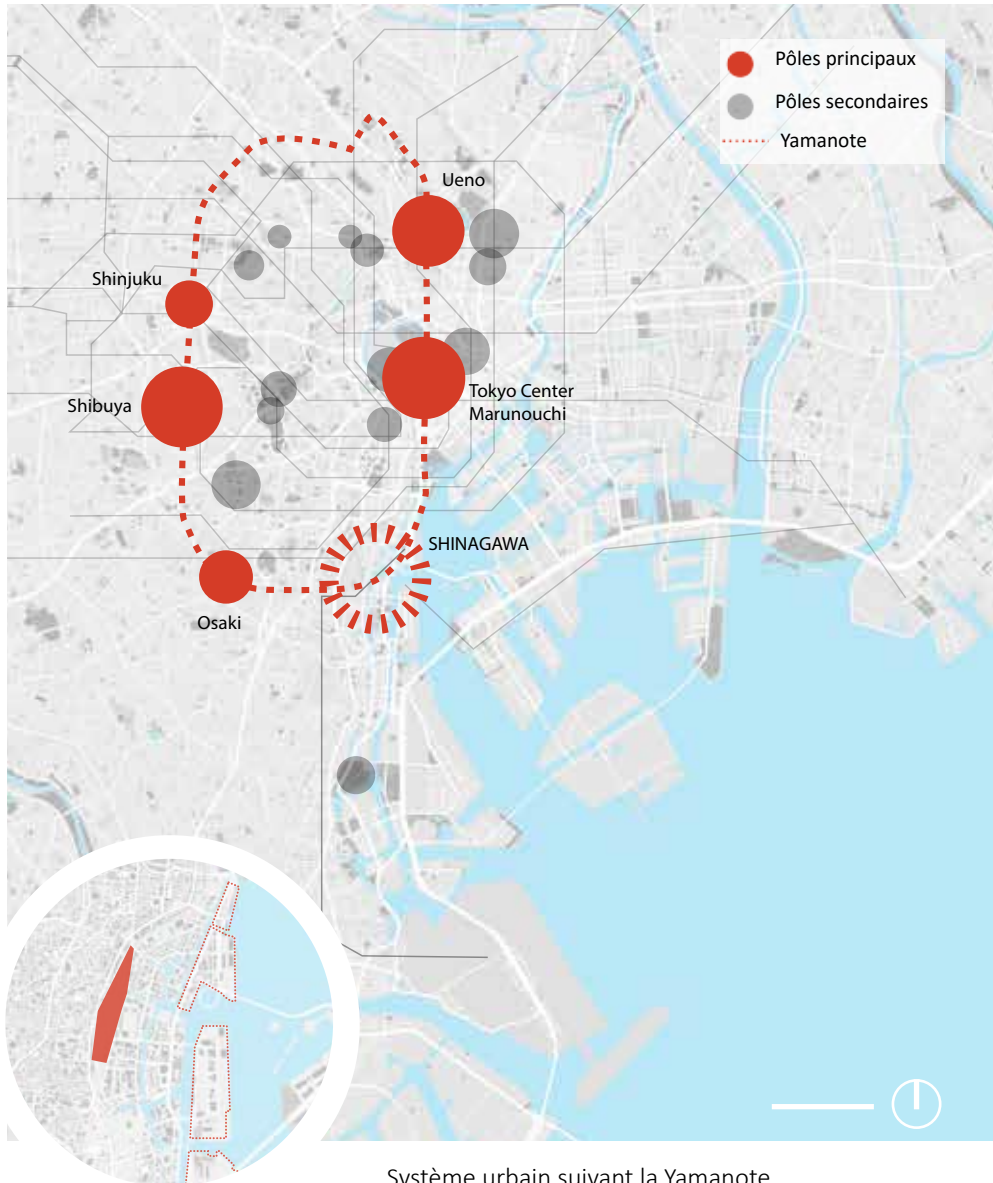 Pôles principaux
Pôles secondaires
Yamanote
Ueno
Shinjuku
Shibuya
Tokyo Center
Marunouchi
SHINAGAWA
Osaki
Système urbain suivant la Yamanote